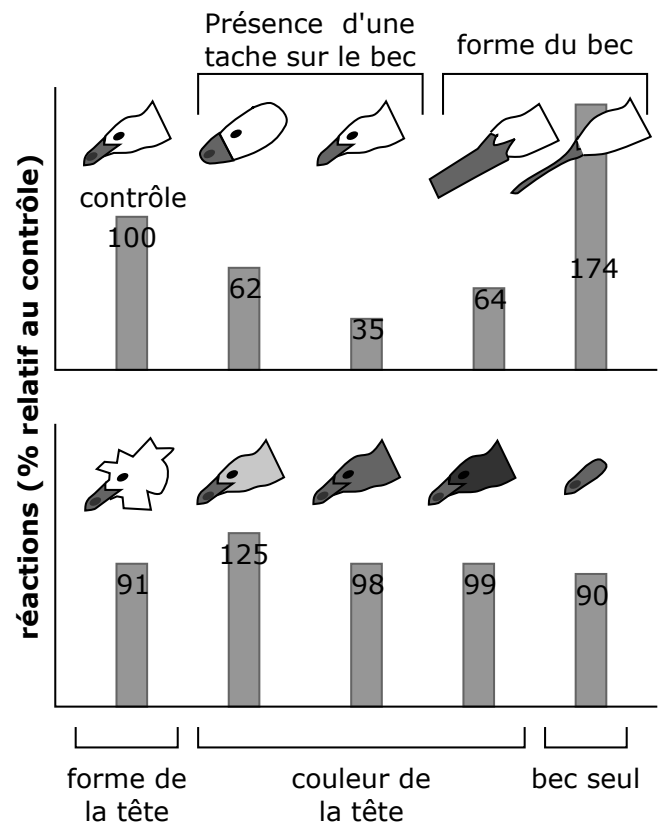 Présence d'une
tache sur le bec
forme du bec
réactions (% relatif au contrôle)
contrôle
100
62
35
64
174
91
125
98
99
90
forme de
la tête
couleur de
la tête
bec seul